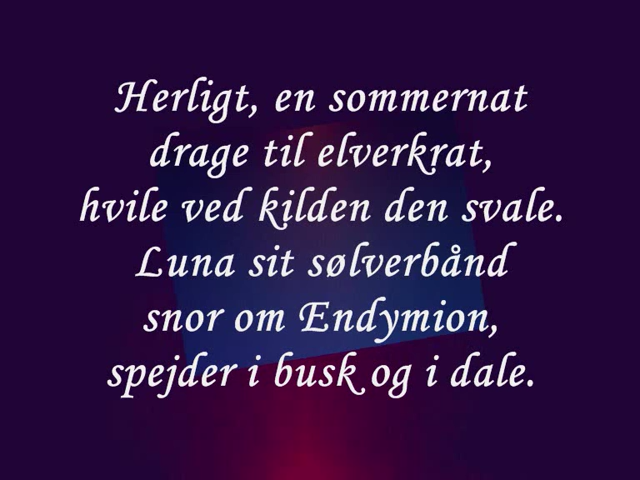 Herligt, en sommernat
drage til elverkrat,
hvile ved kilden den svale.
Luna sit sølverbånd
snor om Endymion,
spejder i busk og i dale.